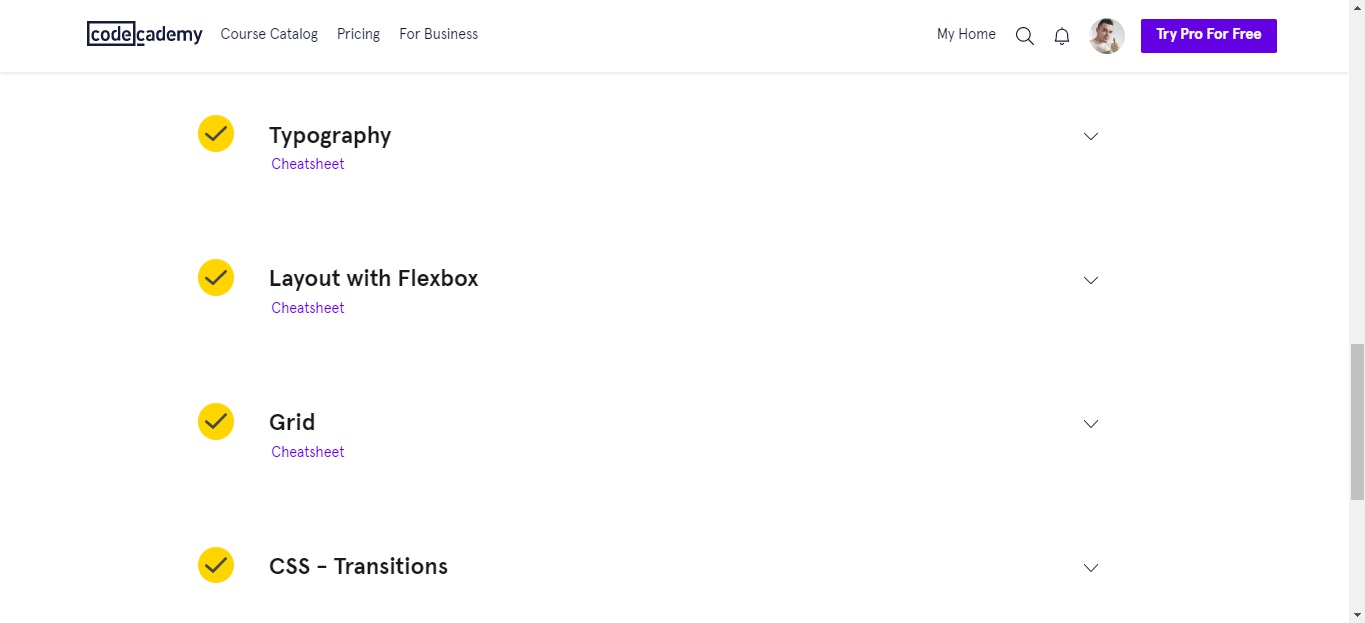 codecademy Course Catalog Pricing For Business My Home Try Pro For Free
Typography
Cheatsheet
Layout with Flexbox
Cheatsheet
Grid
Cheatsheet
CSS - Transitions